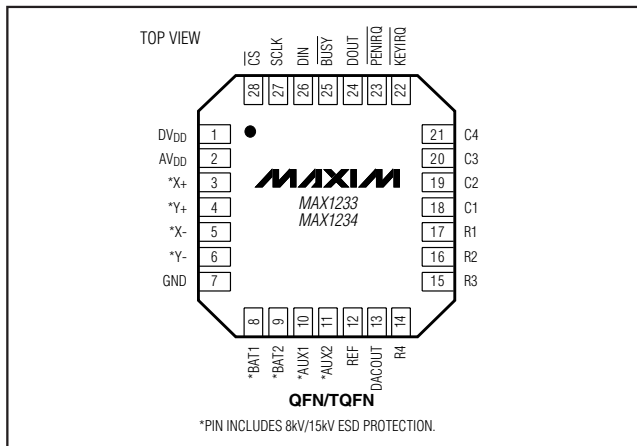 TOP VIEW
CS
SCLK
DIN
BUSY
DOUT
PENIRQ
KEYIRQ
28
27
26
25
24
23
22
DVDD 1
AVDD 2
*X+ 3
*Y+ 4
*X- 5
*Y- 6
GND 7
21 C4
20 C3
19 C2
18 C1
17 R1
16 R2
15 R3
MAXIM
MAX1233
MAX1234
8
9
10
11
12
13
14
*BAT1
*BAT2
*AUX1
*AUX2
REF
DACOUT
R4
QFN/TQFN
*PIN INCLUDES 8kV/15kV ESD PROTECTION.